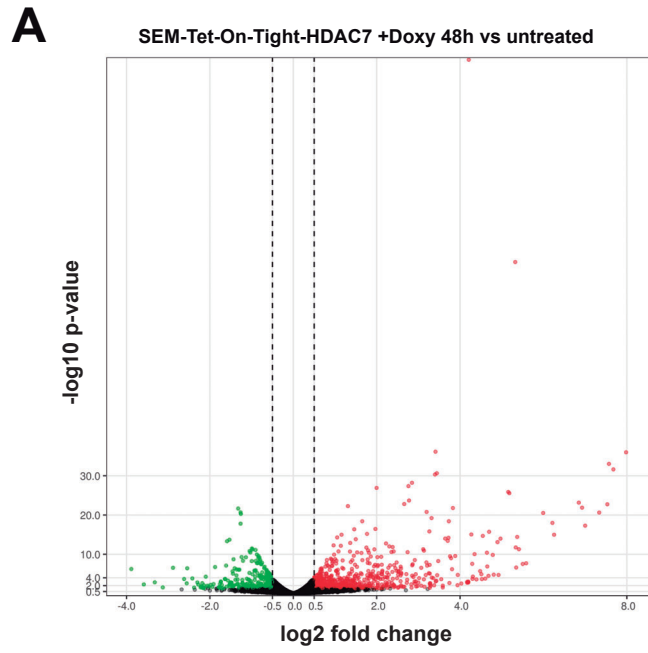 A
SEM-Tet-On-Tight-HDAC7 +Doxy 48h vs untreated
-log10 p-value
30.0
20.0
10.0
4.0
2.0
0.5
-4.0 -2.0 -0.5 0.0 0.5 2.0 4.0 8.0
log2 fold change